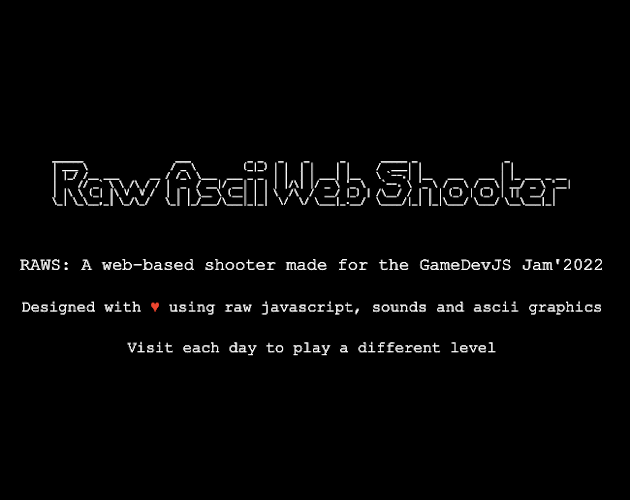 Raw Ascii Web Shooter
RAWS: A web-based shooter made for the GameDevJS Jam'2022
Designed with ♥ using raw javascript, sounds and ascii graphics
Visit each day to play a different level